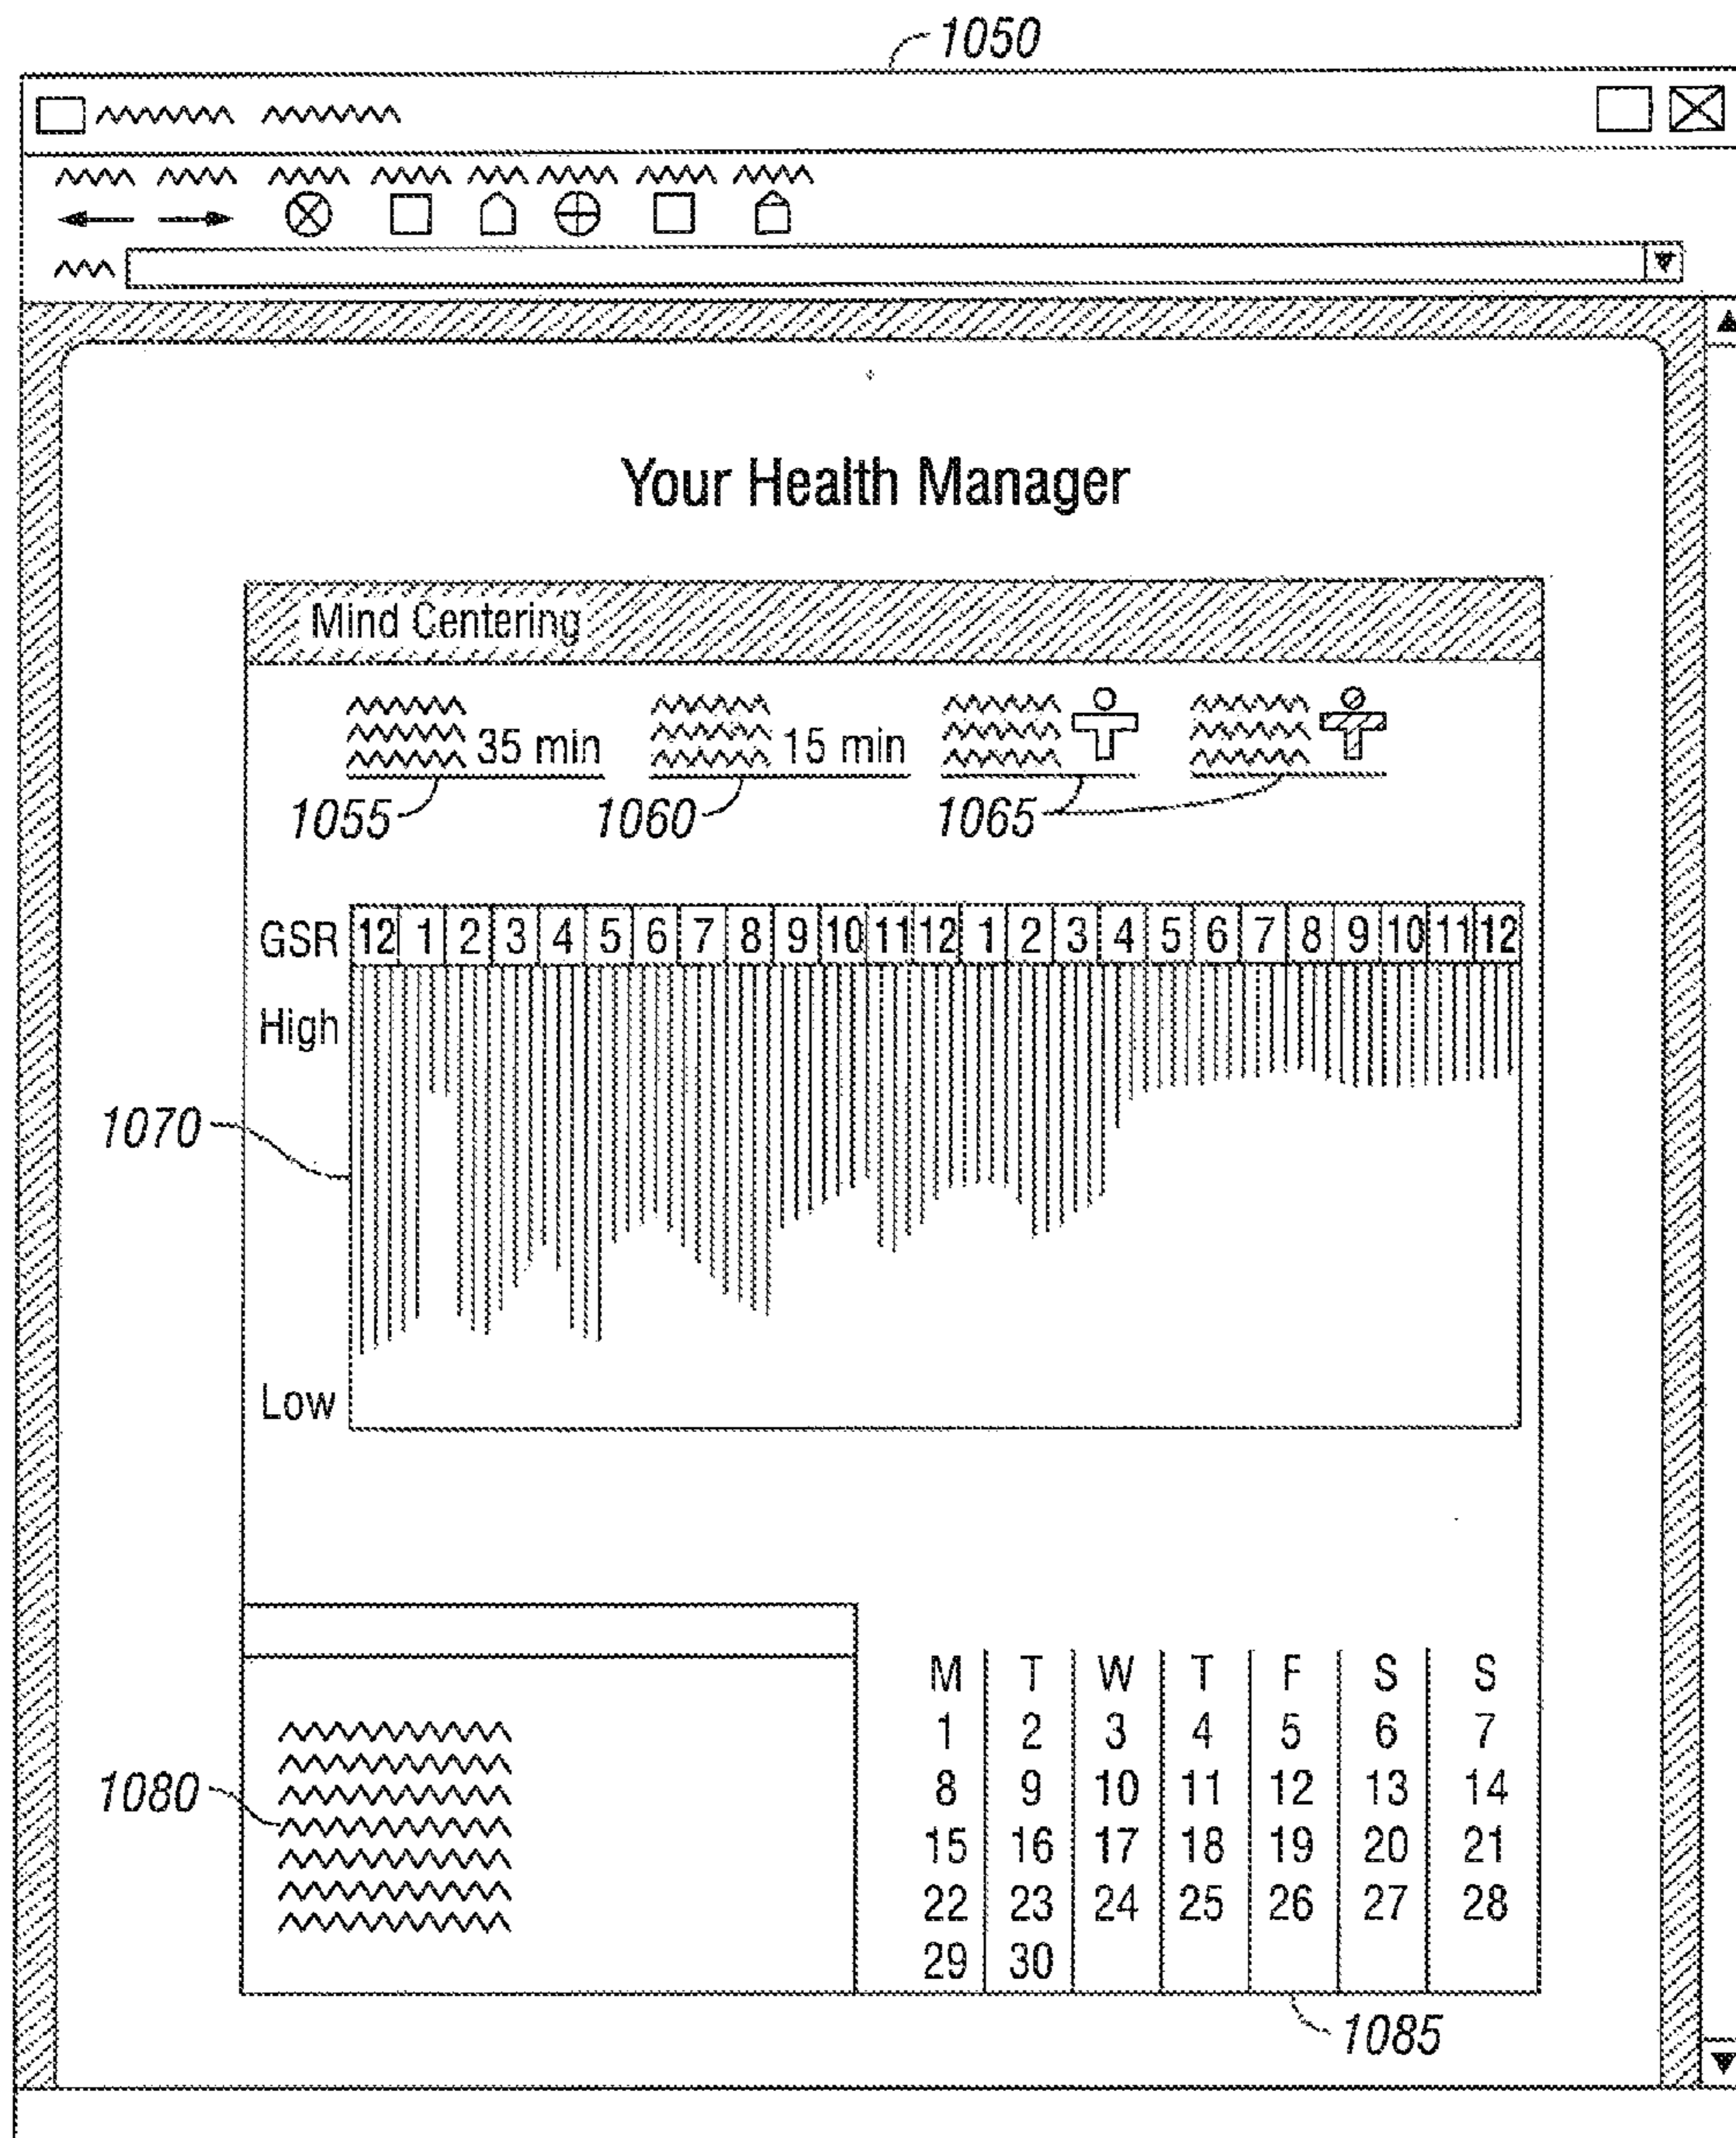 1050
Your Health Manager
Mind Centering
35 min 15 min
1055 1060 1065
GSR 12 1 2 3 4 5 6 7 8 9 10 11 12 1 2 3 4 5 6 7 8 9 10 11 12
High
1070
Low
M T W T F S S
1 2 3 4 5 6 7
1080 8 9 10 11 12 13 14
15 16 17 18 19 20 21
22 23 24 25 26 27 28
29 30
1085